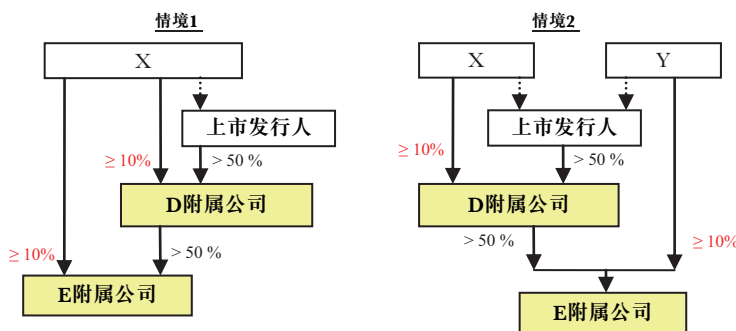 情境1
X
上市发行人
≥ 10%
> 50 %
D附属公司
≥ 10%
> 50 %
E附属公司
情境2
X
Y
上市发行人
≥ 10%
> 50 %
D附属公司
> 50 %
≥ 10%
E附属公司